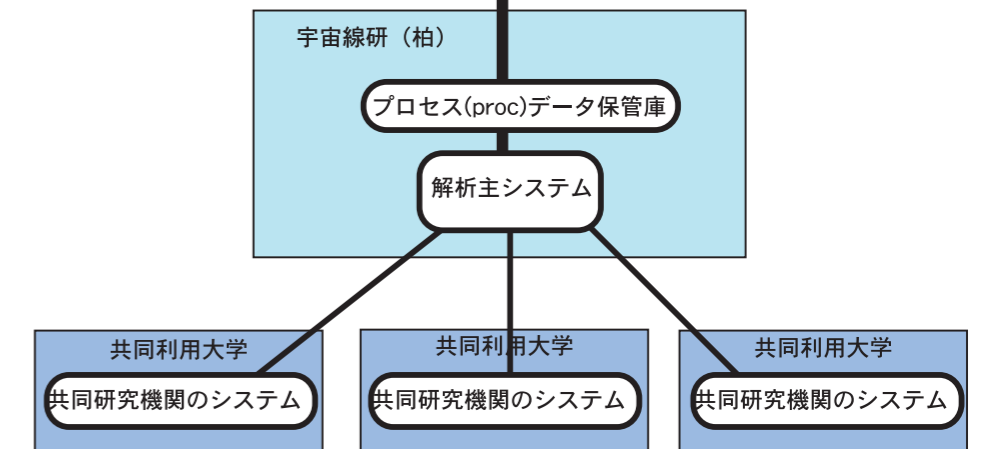 宇宙線研（柏）
プロセス(proc)データ保管庫
解析主システム
共同利用大学
共同研究機関のシステム
共同利用大学
共同研究機関のシステム
共同利用大学
共同研究機関のシステム